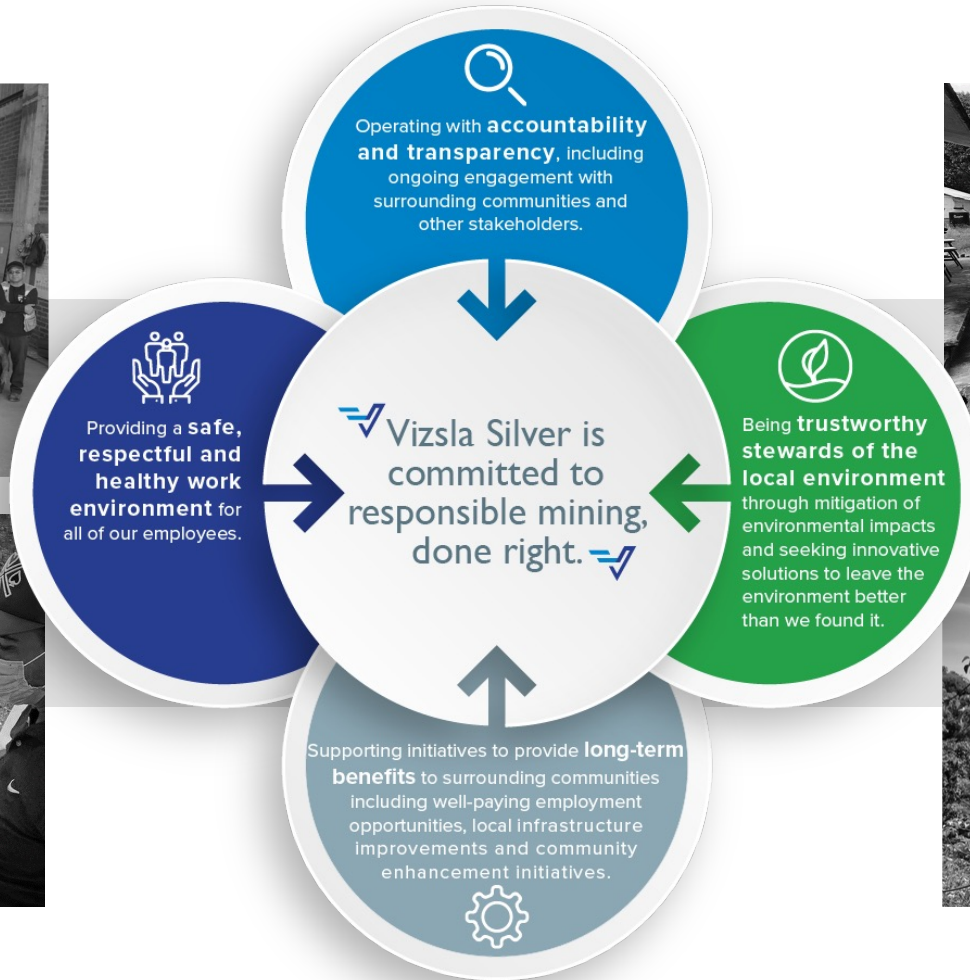 Operating with accountability
and transparency, including
ongoing engagement with
surrounding communities and
other stakeholders.
Providing a safe,
respectful and
healthy work
environment for
all of our employees.
Vizsla Silver is
committed to
responsible mining,
done right.
Being trustworthy
stewards of the
local environment
through mitigation of
environmental impacts
and seeking innovative
solutions to leave the
environment better
than we found it.
Supporting initiatives to provide long-term
benefits to surrounding communities
including well-paying employment
opportunities, local infrastructure
improvements and community
enhancement initiatives.